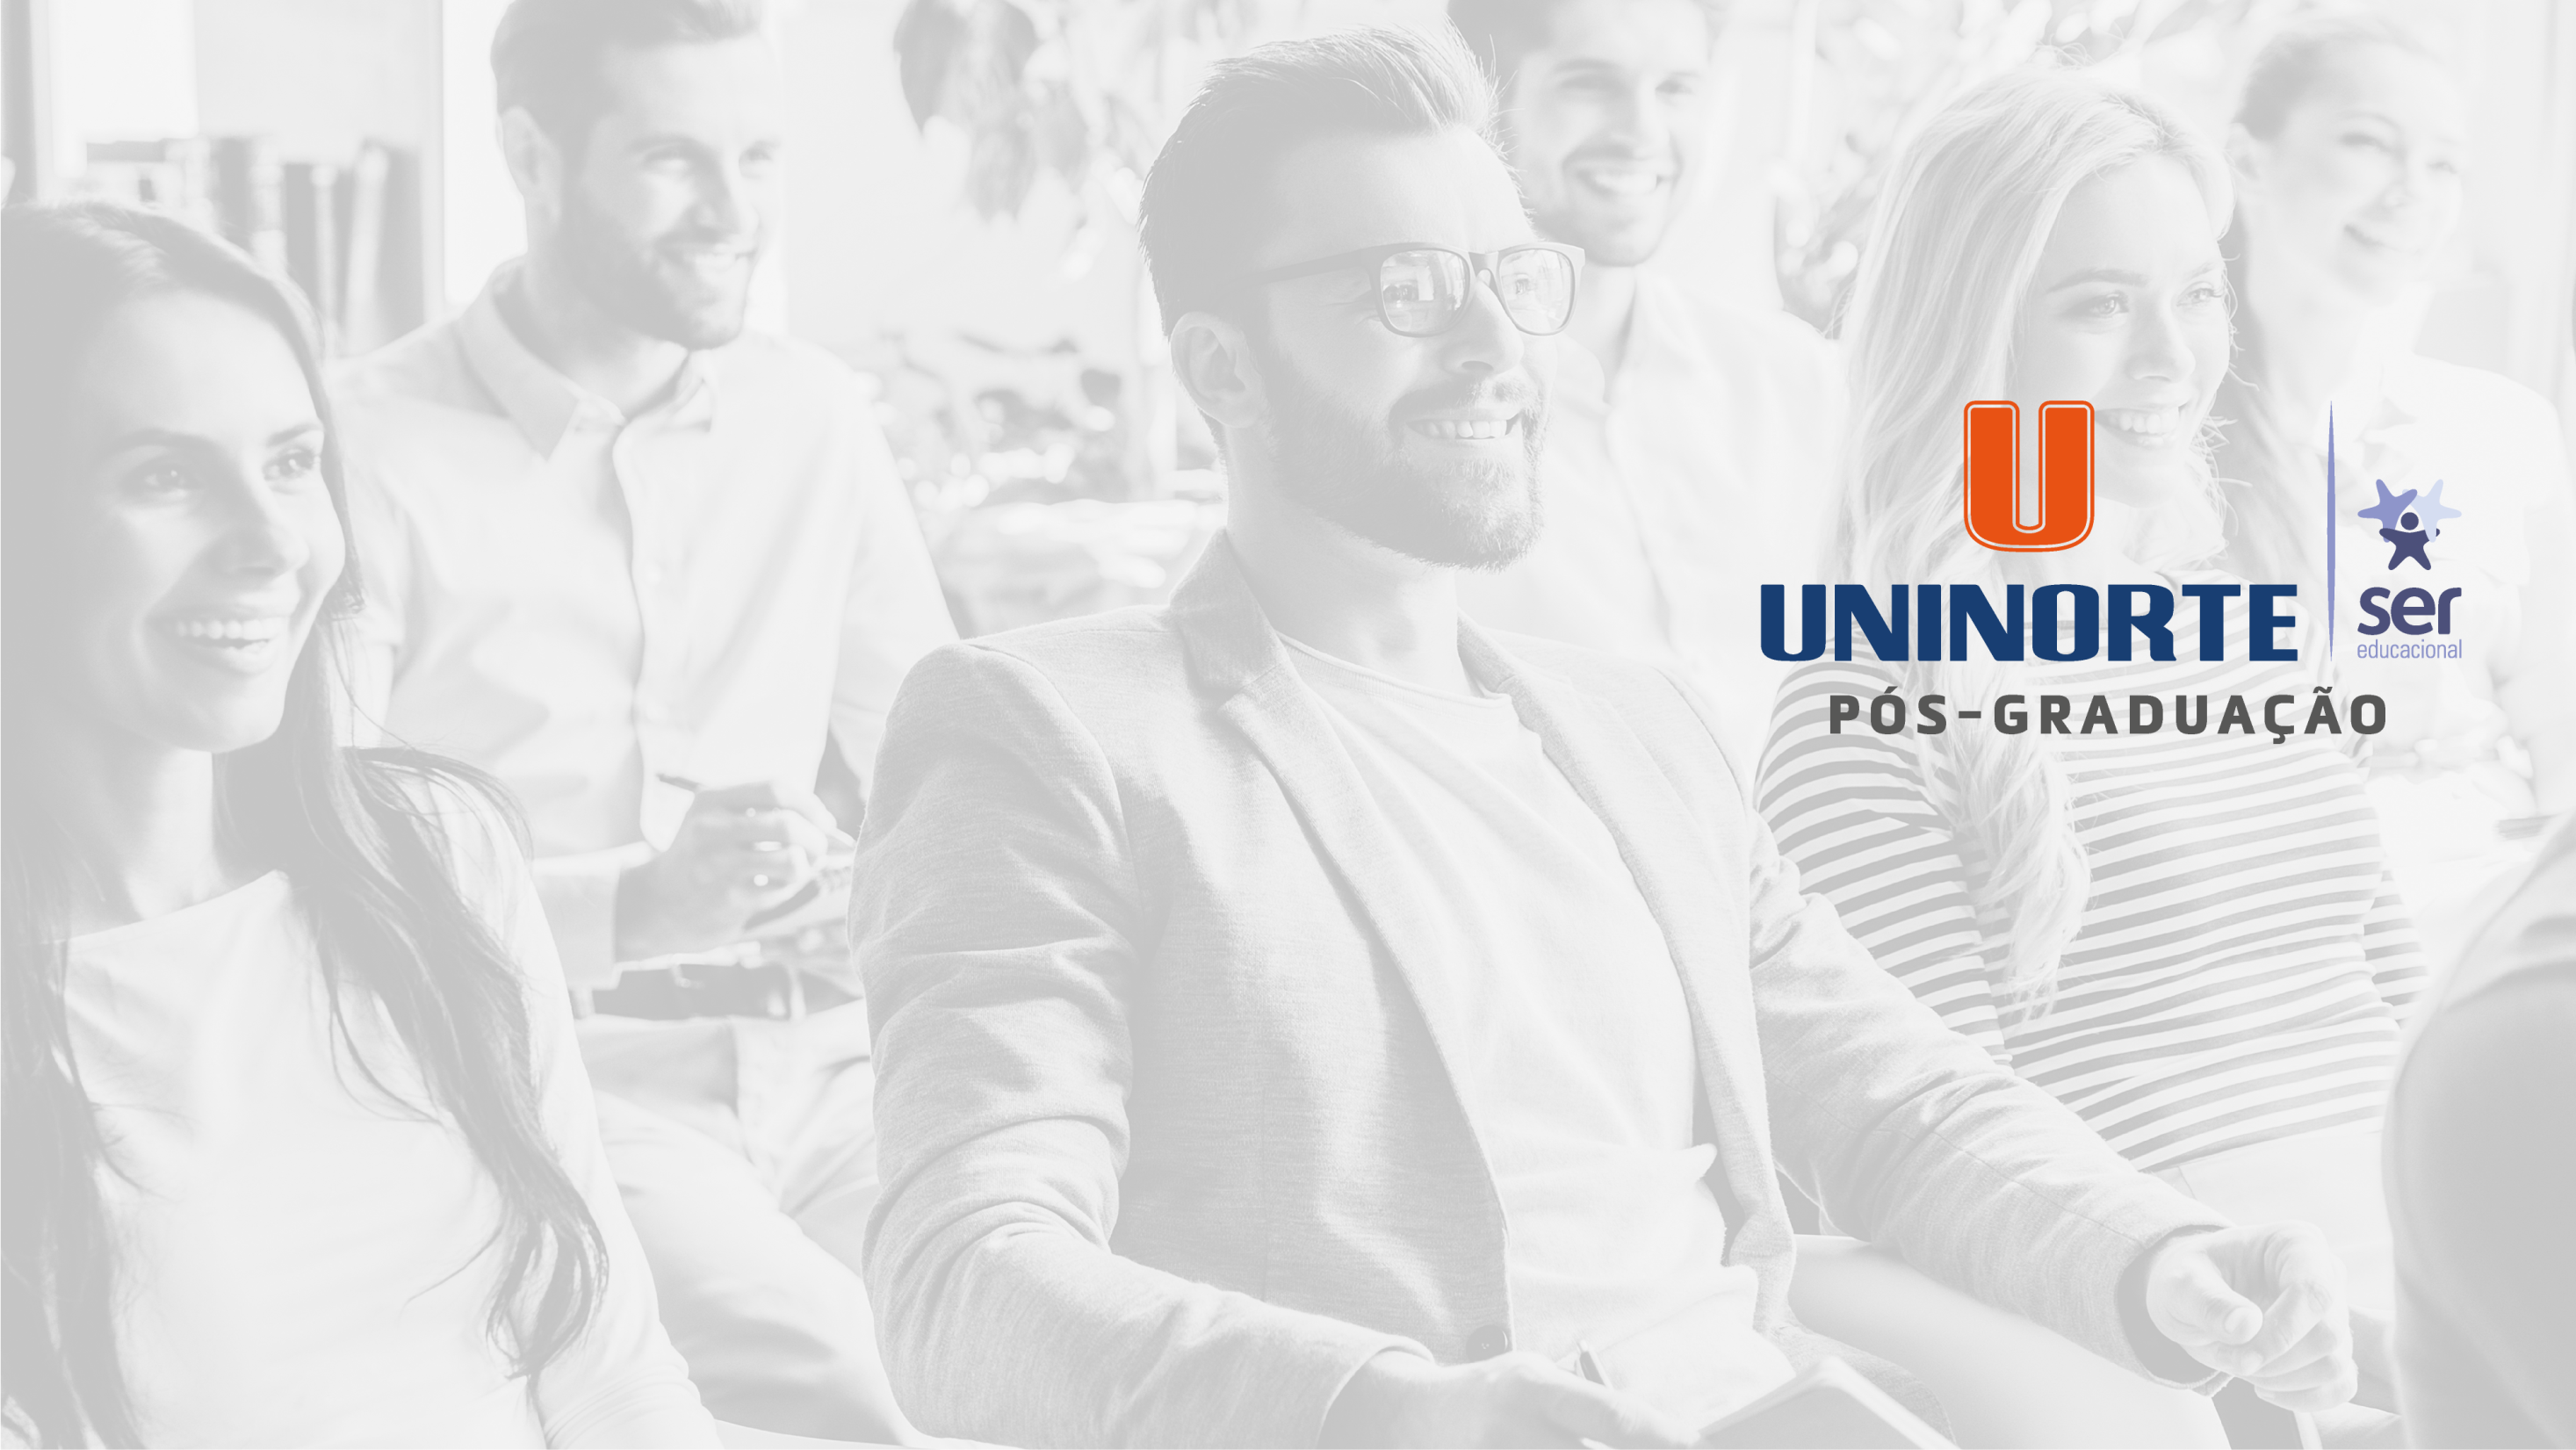 U
UNINORTE
ser
educacional
PÓS-GRADUAÇÃO